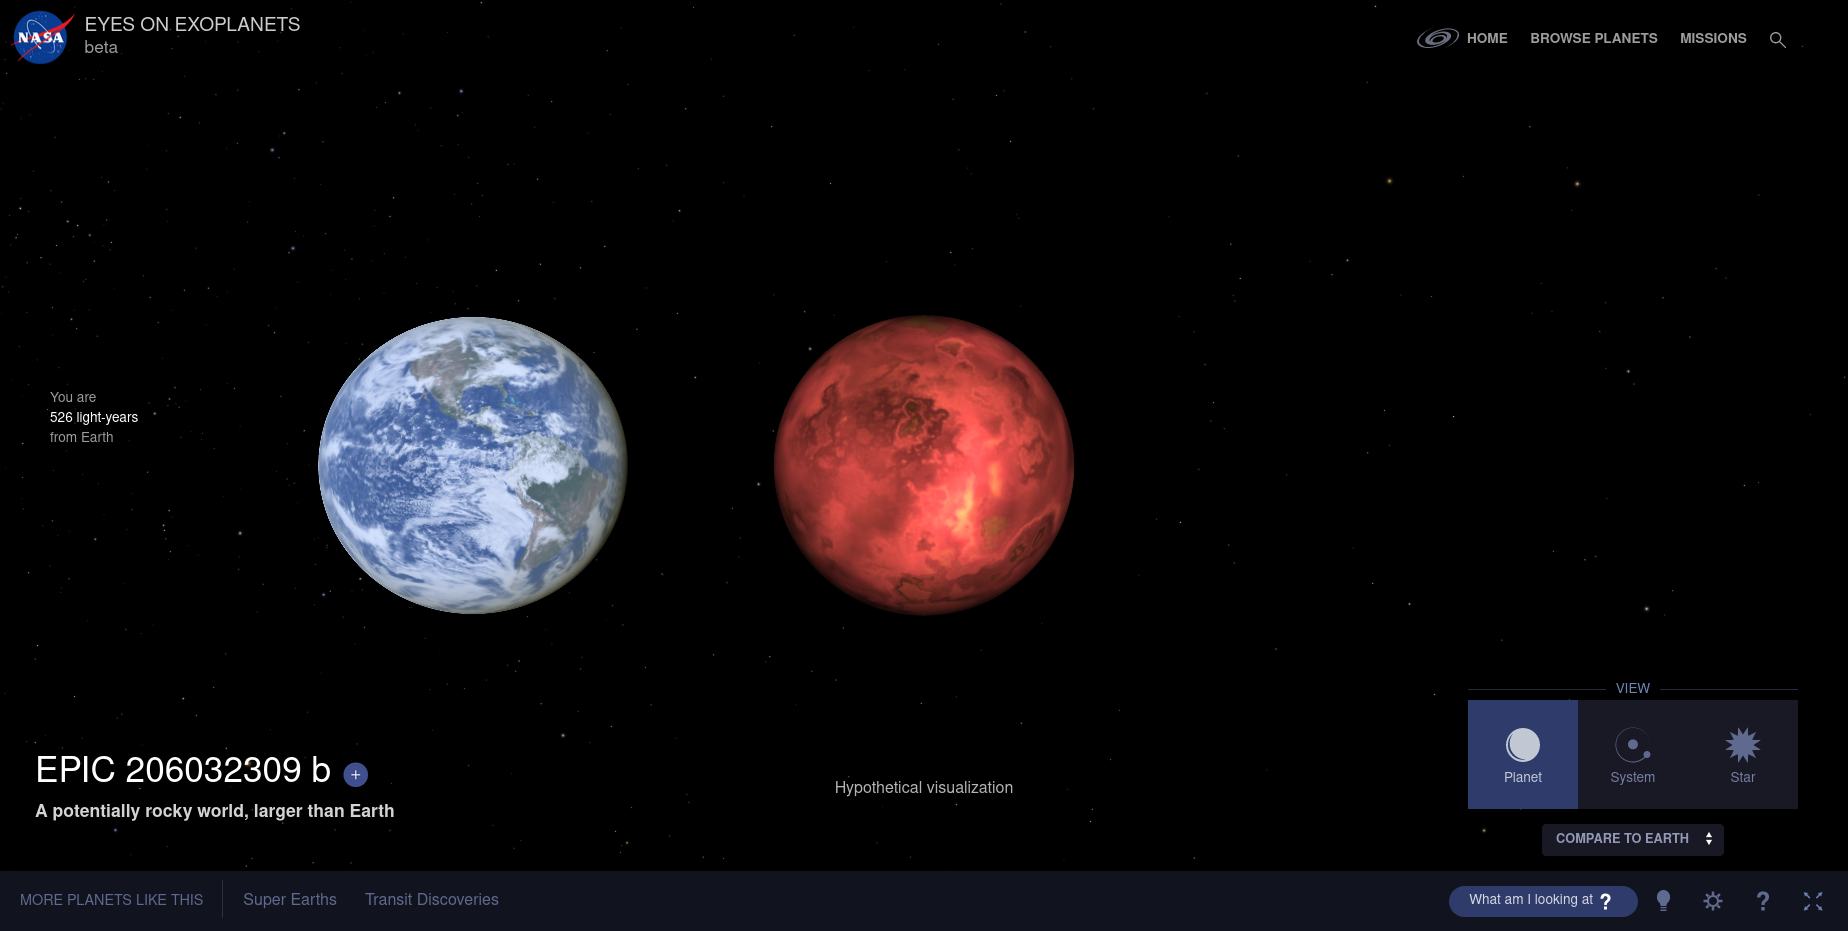 NASA
EYES ON EXOPLANETS
beta
HOME
BROWSE PLANETS
MISSIONS
You are
526 light-years
from Earth
EPIC 206032309 b +
A potentially rocky world, larger than Earth
Hypothetical visualization
VIEW
Planet
System
Star
COMPARE TO EARTH
MORE PLANETS LIKE THIS
Super Earths
Transit Discoveries
What am I looking at ?
?